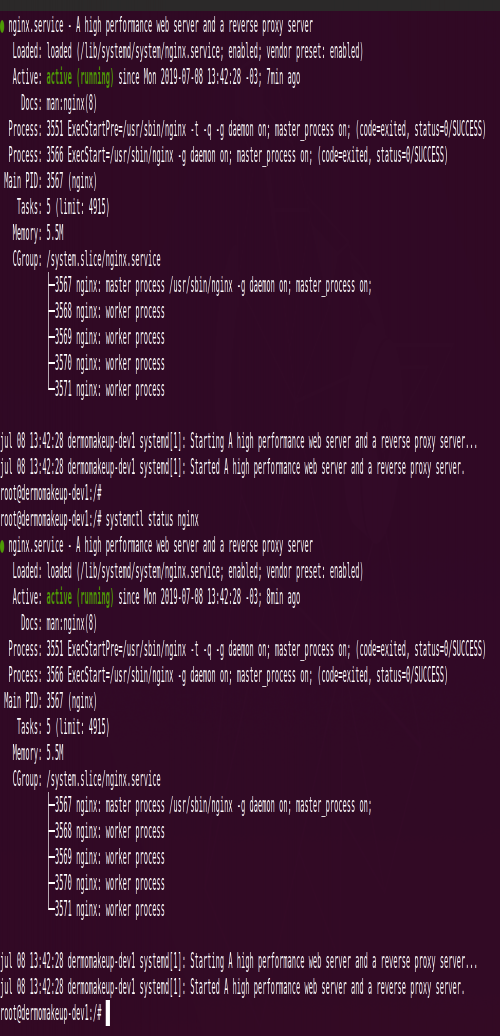 ● nginx.service - A high performance web server and a reverse proxy server
Loaded: loaded (/lib/systemd/system/nginx.service; enabled; vendor preset: enabled)
Active: active (running) since Mon 2019-07-08 13:42:28 -03; 7min ago
Docs: man:nginx(8)
Process: 3551 ExecStartPre=/usr/sbin/nginx -t -q -g daemon on; master_process on; (code=exited, status=0/SUCCESS)
Process: 3566 ExecStart=/usr/sbin/nginx -g daemon on; master_process on; (code=exited, status=0/SUCCESS)
Main PID: 3567 (nginx)
Tasks: 5 (limit: 4915)
Memory: 5.5M
CGroup: /system.slice/nginx.service
├─3567 nginx: master process /usr/sbin/nginx -g daemon on; master_process on;
├─3568 nginx: worker process
├─3569 nginx: worker process
├─3570 nginx: worker process
└─3571 nginx: worker process
jul 08 13:42:28 dermomakeup-dev1 systemd[1]: Starting A high performance web server and a reverse proxy server...
jul 08 13:42:28 dermomakeup-dev1 systemd[1]: Started A high performance web server and a reverse proxy server.
root@dermomakeup-dev1:/#
root@dermomakeup-dev1:/# systemctl status nginx
● nginx.service - A high performance web server and a reverse proxy server
Loaded: loaded (/lib/systemd/system/nginx.service; enabled; vendor preset: enabled)
Active: active (running) since Mon 2019-07-08 13:42:28 -03; 8min ago
Docs: man:nginx(8)
Process: 3551 ExecStartPre=/usr/sbin/nginx -t -q -g daemon on; master_process on; (code=exited, status=0/SUCCESS)
Process: 3566 ExecStart=/usr/sbin/nginx -g daemon on; master_process on; (code=exited, status=0/SUCCESS)
Main PID: 3567 (nginx)
Tasks: 5 (limit: 4915)
Memory: 5.5M
CGroup: /system.slice/nginx.service
├─3567 nginx: master process /usr/sbin/nginx -g daemon on; master_process on;
├─3568 nginx: worker process
├─3569 nginx: worker process
├─3570 nginx: worker process
└─3571 nginx: worker process
jul 08 13:42:28 dermomakeup-dev1 systemd[1]: Starting A high performance web server and a reverse proxy server...
jul 08 13:42:28 dermomakeup-dev1 systemd[1]: Started A high performance web server and a reverse proxy server.
root@dermomakeup-dev1:/#